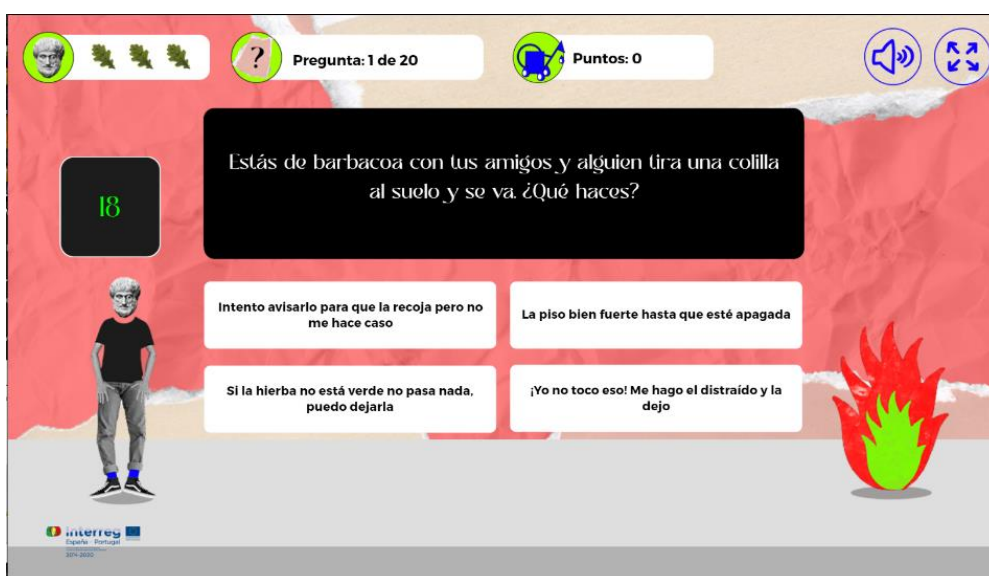 ?
Pregunta: 1 de 20
Puntos: 0
18
Estás de barbacoa con tus amigos y alguien tira una colilla
al suelo y se va. ¿Qué haces?
Intento avisarlo para que la recoja pero no
me hace caso
La piso bien fuerte hasta que esté apagada
Si la hierba no está verde no pasa nada,
puedo dejarla
¡Yo no toco eso! Me hago el distraído y la
dejo
Interreg
España - Portugal
2014-2020